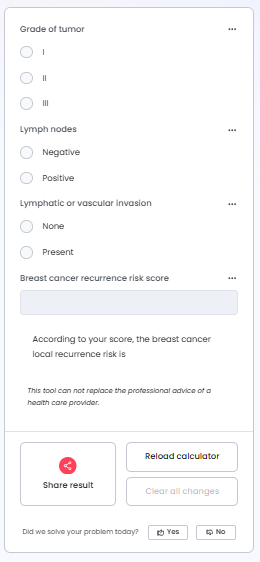 Grade of tumor
I
II
III
Lymph nodes
Negative
Positive
Lymphatic or vascular invasion
None
Present
Breast cancer recurrence risk score
According to your score, the breast cancer
local recurrence risk is
This tool can not replace the professional advice of a
health care provider.
Share result
Reload calculator
Clear all changes
Did we solve your problem today?
Yes
No